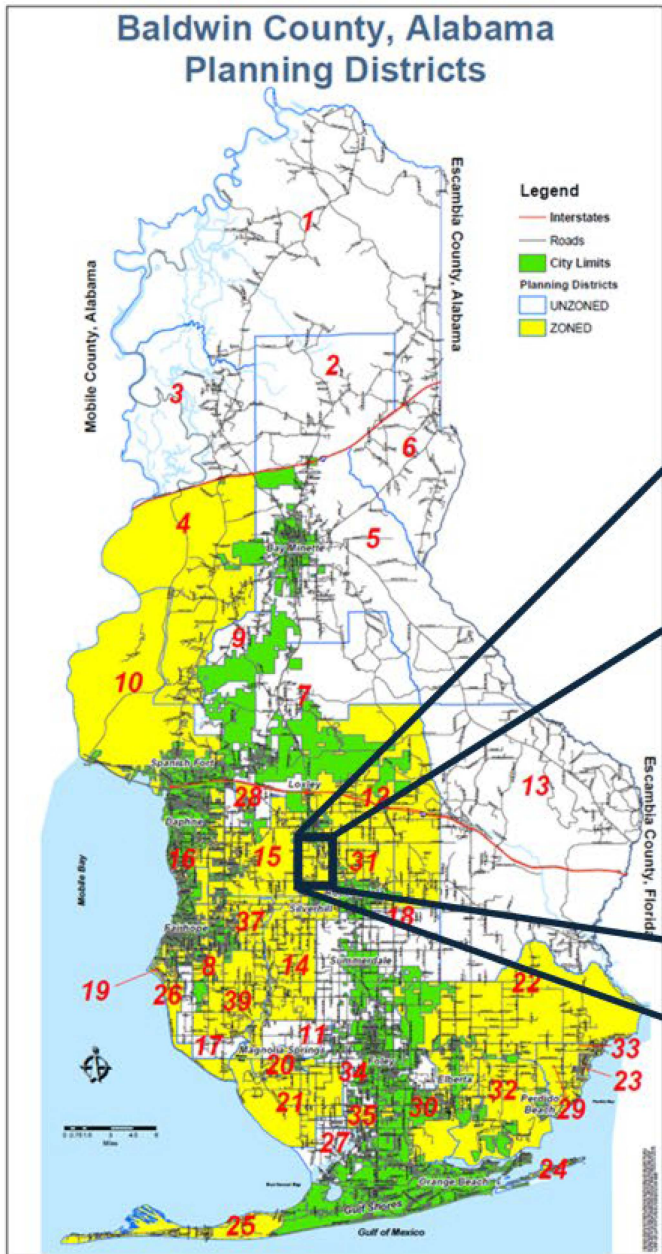 Baldwin County, Alabama
Planning Districts
Mobile County, Alabama
Escambia County, Alabama
Legend
Interstates
Roads
City Limits
Planning Districts
UNZONED
ZONED
1
2
3
6
4
5
Bay Minette
9
10
7
Spanish Fort
Loxley
28
12
13
Escambia County, Florida
Daphne
16
15
31
Mobile Bay
Silverhill
18
Fairhope
37
Summerdale
8
14
19
26
39
22
17
11
Magnolia Springs
20
34
Foley
Elberta
33
23
21
35
30
32
Perdido
Beach
29
27
24
Orange Beach
Gulf Shores
25
Gulf of Mexico
Miles